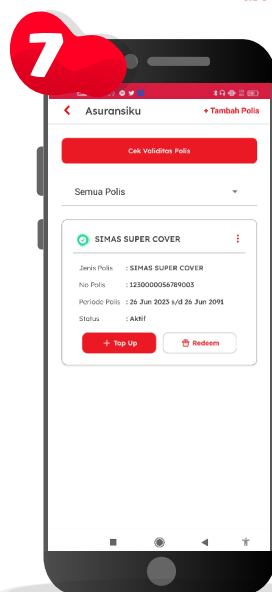 7
Asuransiku
+ Tambah Polis
Cek Validitas Polis
Semua Polis
SIMAS SUPER COVER
Jenis Polis : SIMAS SUPER COVER
No Polis : 1230000056789003
Periode Polis : 26 Jun 2023 s/d 26 Jun 2091
Status : Aktif
+ Top Up
Redeem